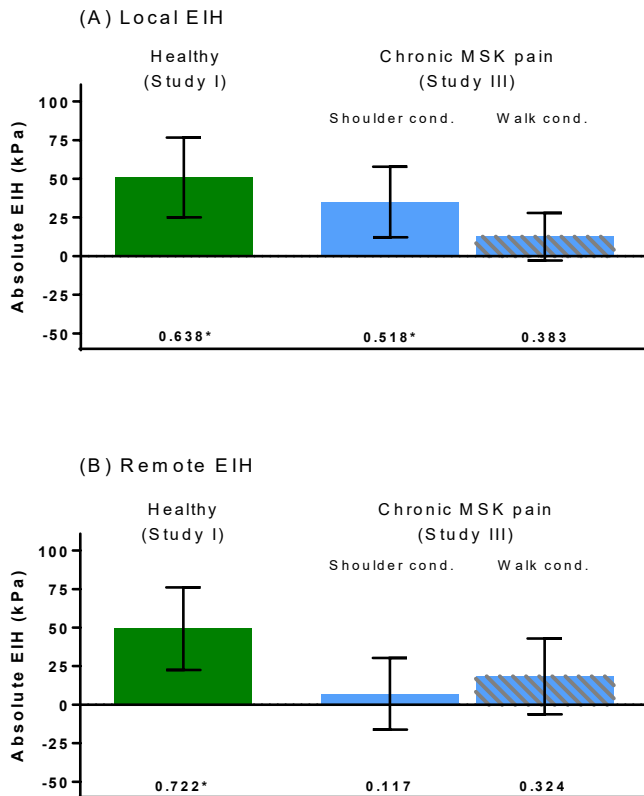 (A) Local EIH
Healthy
(Study I)
Chronic MSK pain
(Study III)
Shoulder cond.
Walk cond.
Absolute EIH (kPa)
100
75
50
25
0
-25
-50
0.638*
0.518*
0.383
(B) Remote EIH
Healthy
(Study I)
Chronic MSK pain
(Study III)
Shoulder cond.
Walk cond.
Absolute EIH (kPa)
100
75
50
25
0
-25
-50
0.722*
0.117
0.324